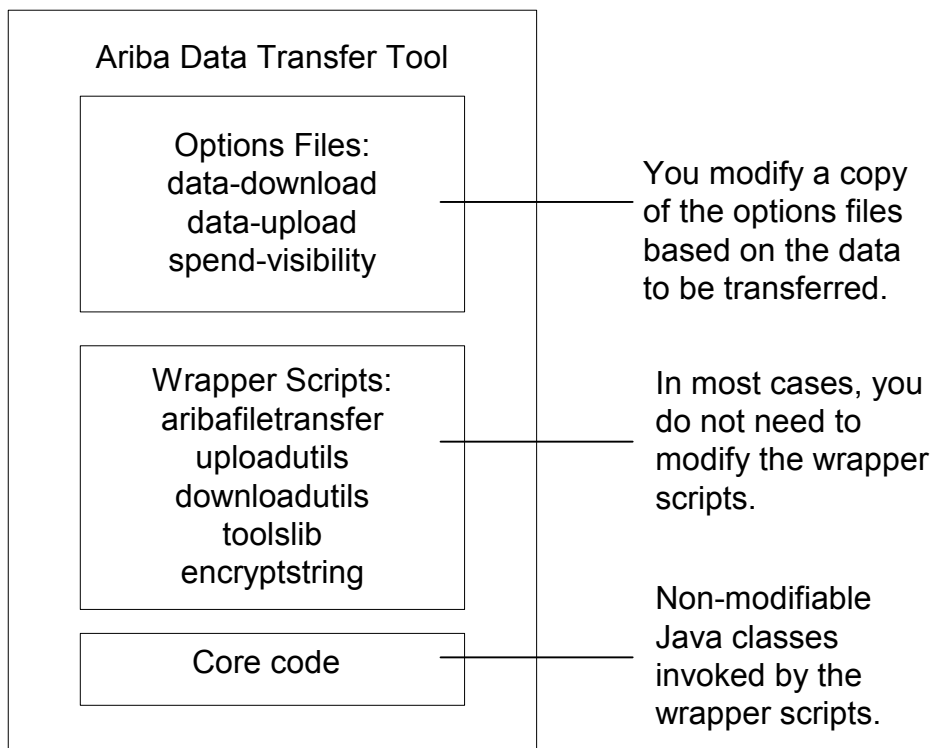 Ariba Data Transfer Tool
Options Files:
data-download
data-upload
spend-visibility
You modify a copy
of the options files
based on the data
to be transferred.
Wrapper Scripts:
aribafiletransfer
uploadutils
downloadutils
toolslib
encryptstring
In most cases, you
do not need to
modify the wrapper
scripts.
Core code
Non-modifiable
Java classes
invoked by the
wrapper scripts.